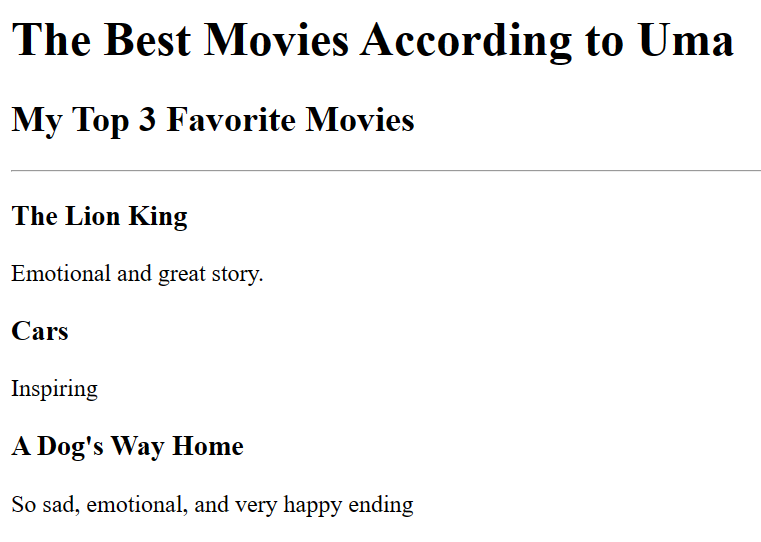 The Best Movies According to Uma
My Top 3 Favorite Movies
The Lion King
Emotional and great story.
Cars
Inspiring
A Dog's Way Home
So sad, emotional, and very happy ending